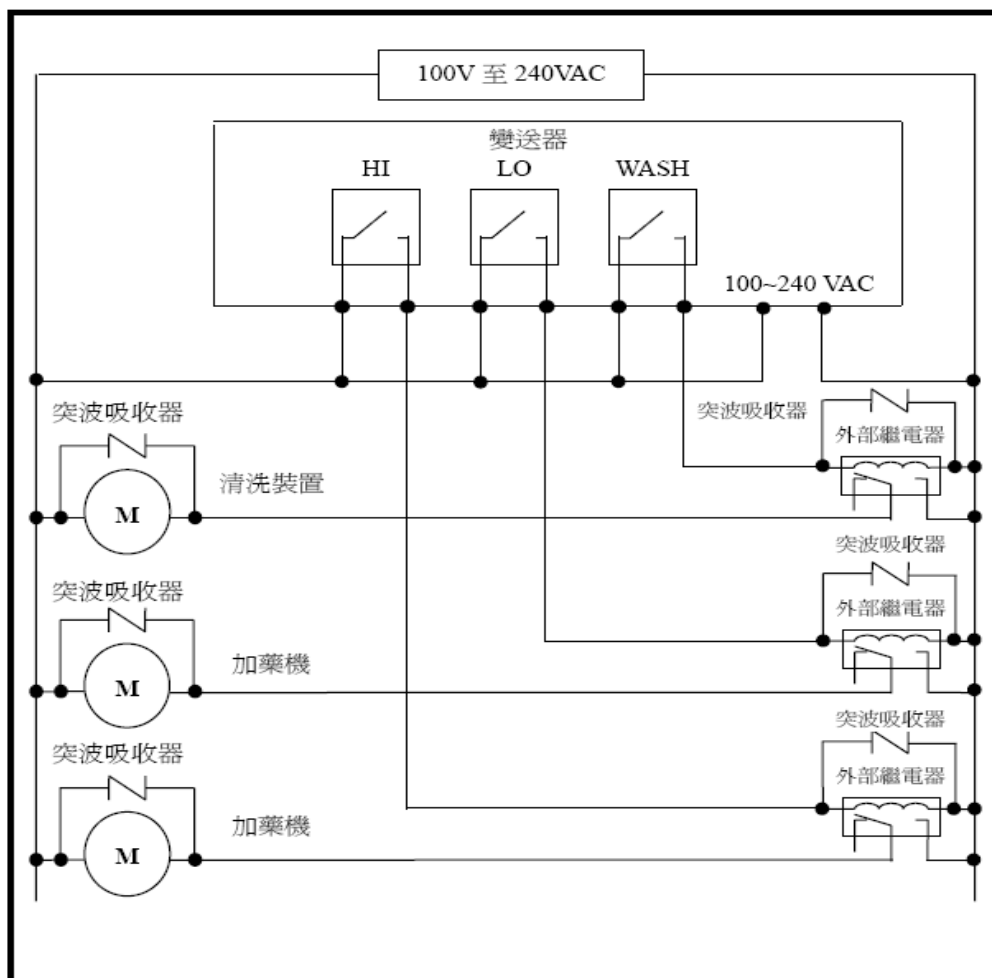 100V 至 240VAC
變送器
HI
LO
WASH
100~240 VAC
突波吸收器
突波吸收器
外部繼電器
清洗裝置
M
突波吸收器
突波吸收器
外部繼電器
加藥機
M
突波吸收器
突波吸收器
外部繼電器
加藥機
M